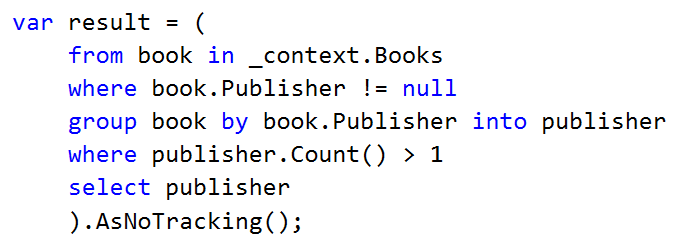 var result = (
    from book in _context.Books
    where book.Publisher != null
    group book by book.Publisher into publisher
    where publisher.Count() > 1
    select publisher
    ).AsNoTracking();